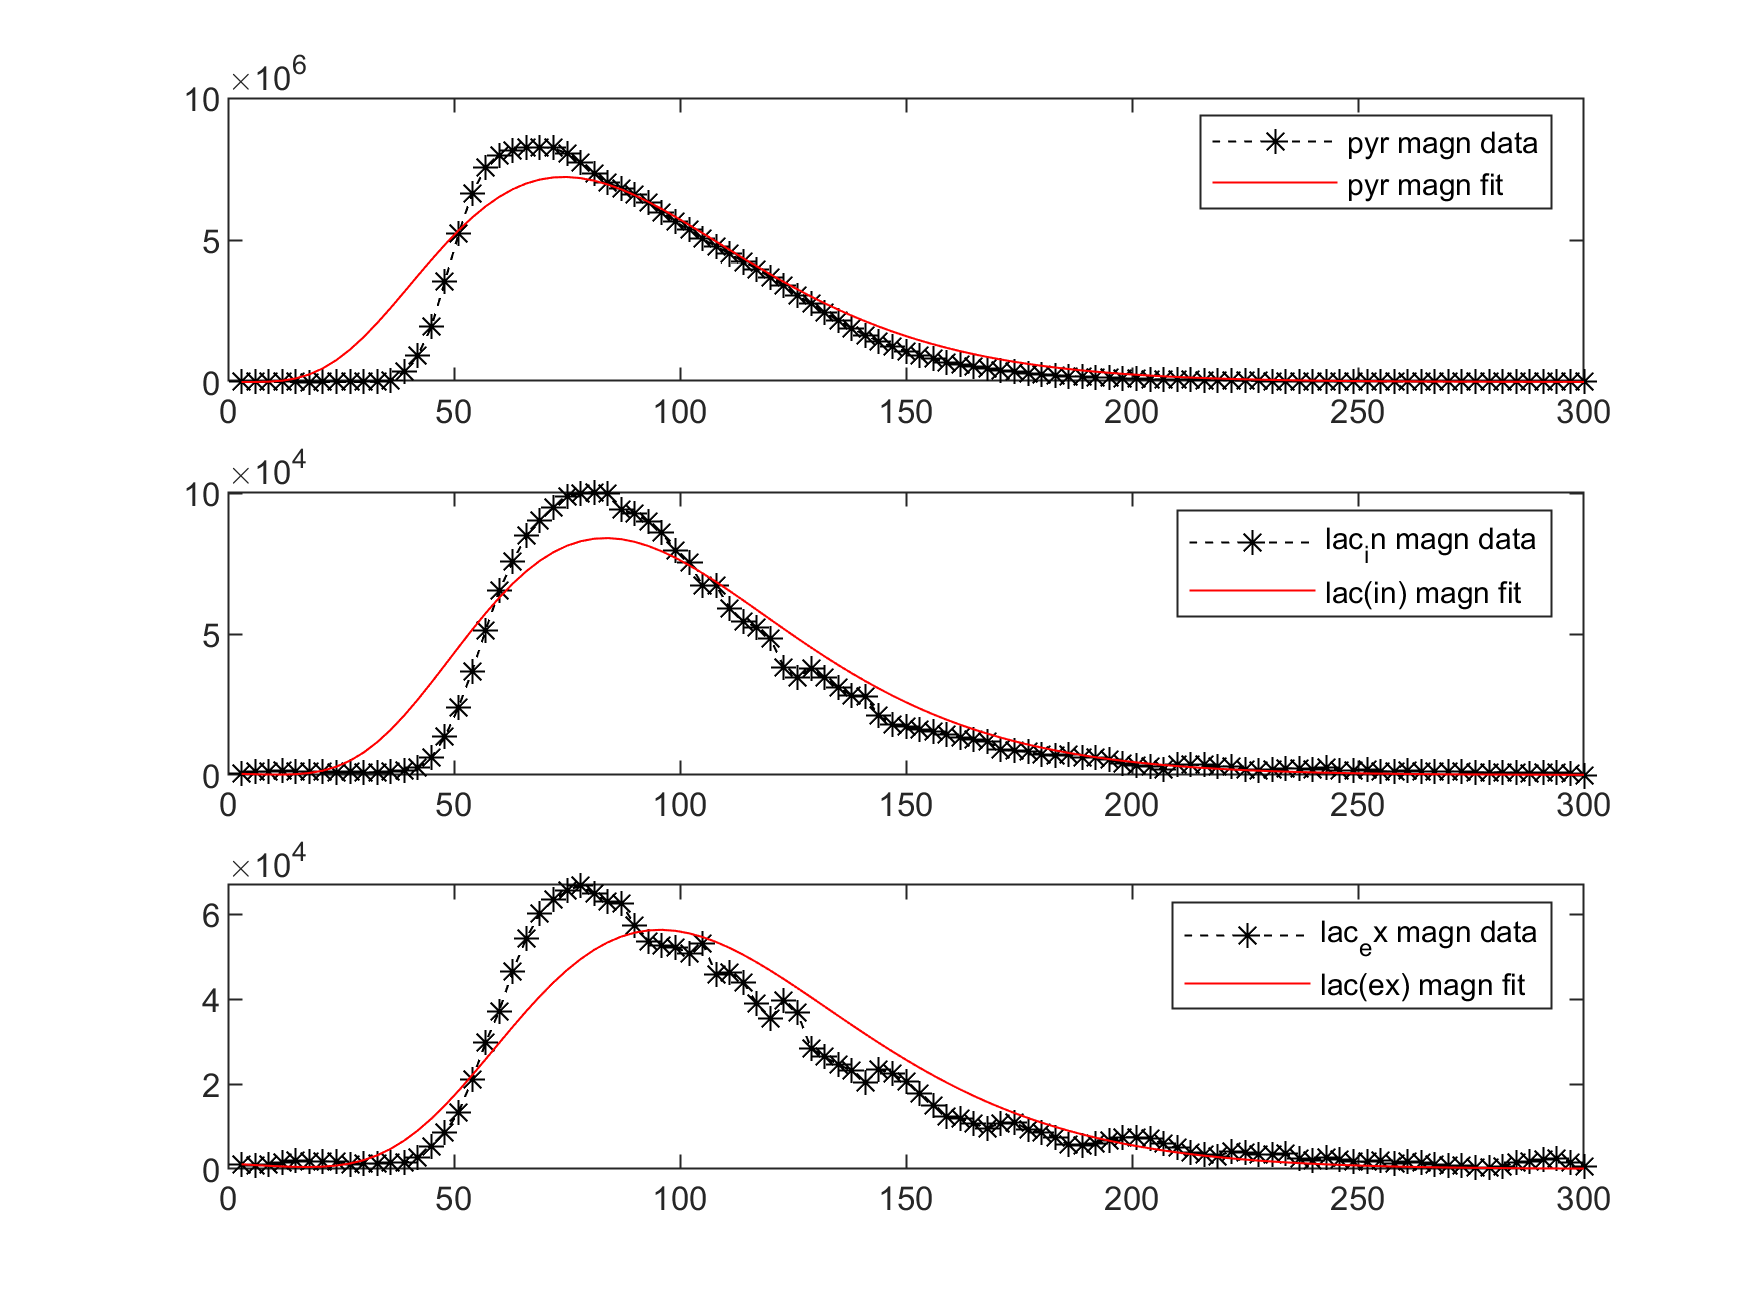 ×10^6
10
5
0
0 50 100 150 200 250 300
pyr magn data
pyr magn fit
×10^4
10
5
0
0 50 100 150 200 250 300
lac_in magn data
lac(in) magn fit
×10^4
6
4
2
0
0 50 100 150 200 250 300
lac_ex magn data
lac(ex) magn fit